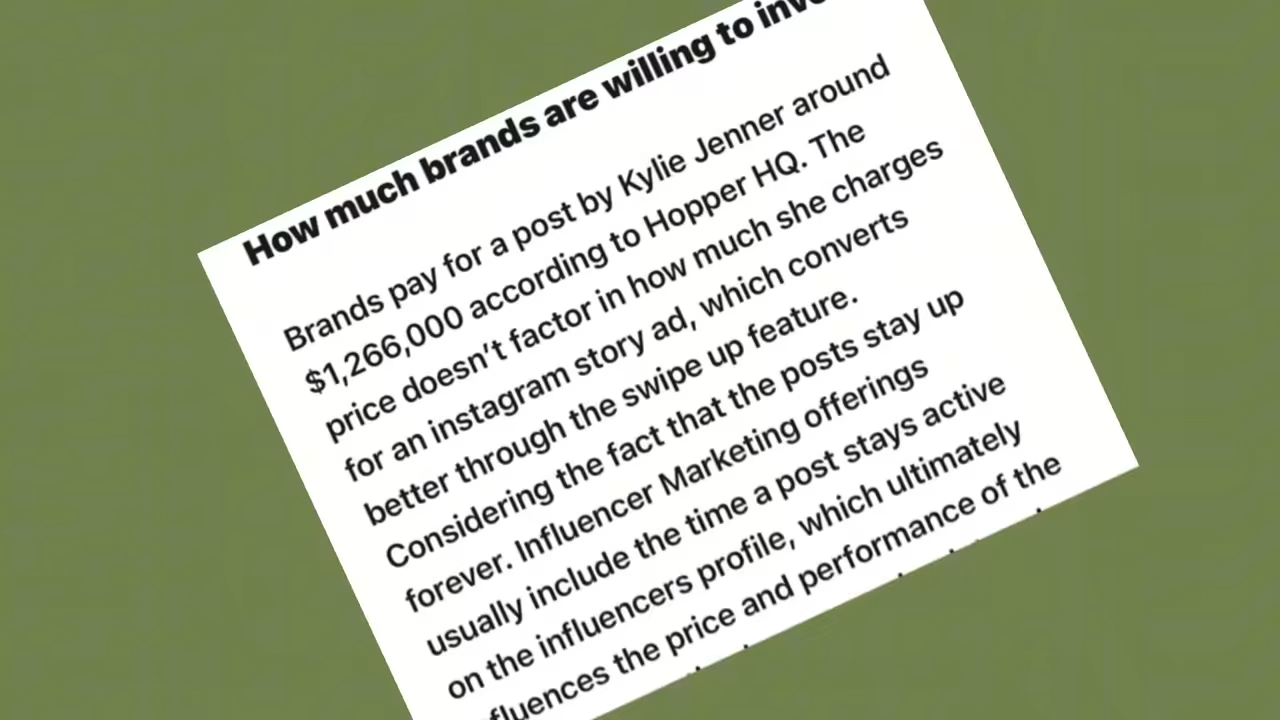 How much brands are willing to
Brands pay for a post by Kylie Jenner around
$1,266,000 according to Hopper HQ. The
price doesn't factor in how much she charges
for an instagram story ad, which converts
better through the swipe up feature.
Considering the fact that the posts stay up
forever. Influencer Marketing offerings
usually include the time a post stays active
on the influencers profile, which ultimately
the price and performance of the